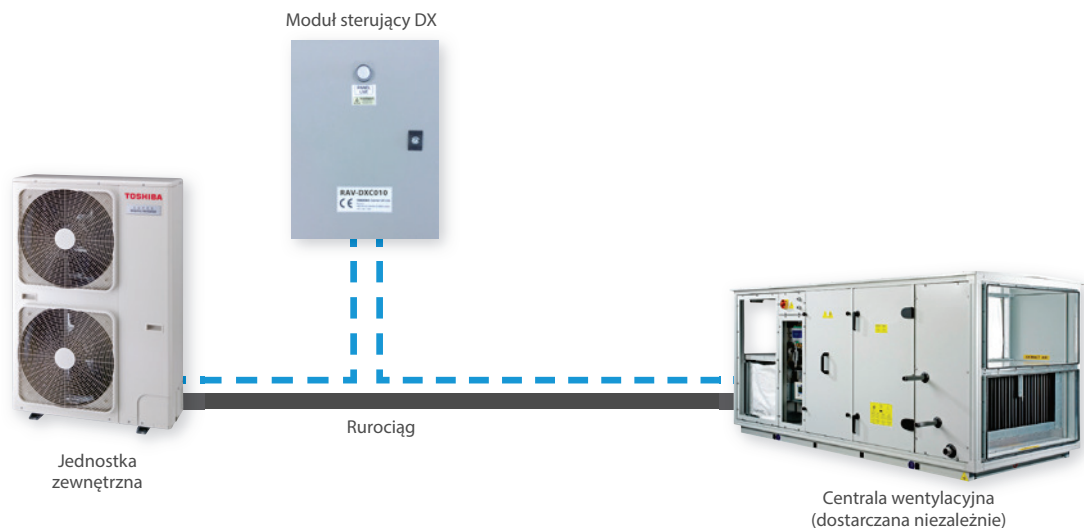 Moduł sterujący DX
RAV-DXC010
CE
TOSHIBA
Rurociąg
Jednostka
zewnętrzna
Centrala wentylacyjna
(dostarczana niezależnie)